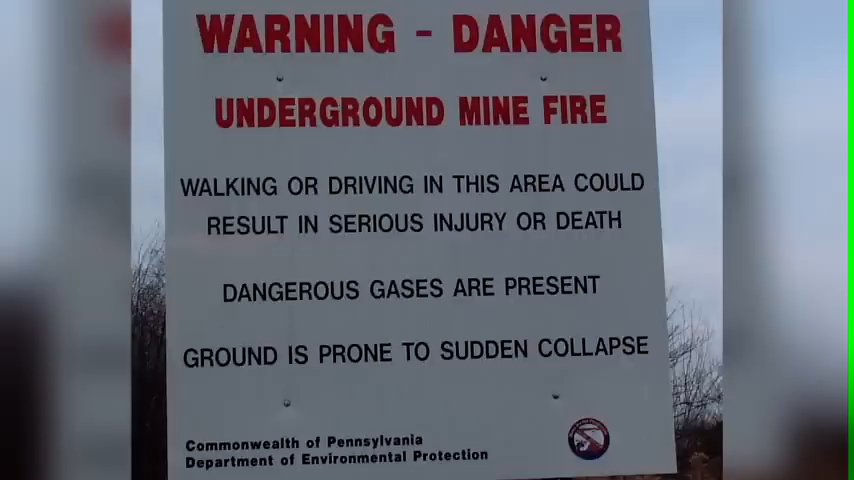 WARNING - DANGER
UNDERGROUND MINE FIRE
WALKING OR DRIVING IN THIS AREA COULD
RESULT IN SERIOUS INJURY OR DEATH
DANGEROUS GASES ARE PRESENT
GROUND IS PRONE TO SUDDEN COLLAPSE
Commonwealth of Pennsylvania
Department of Environmental Protection